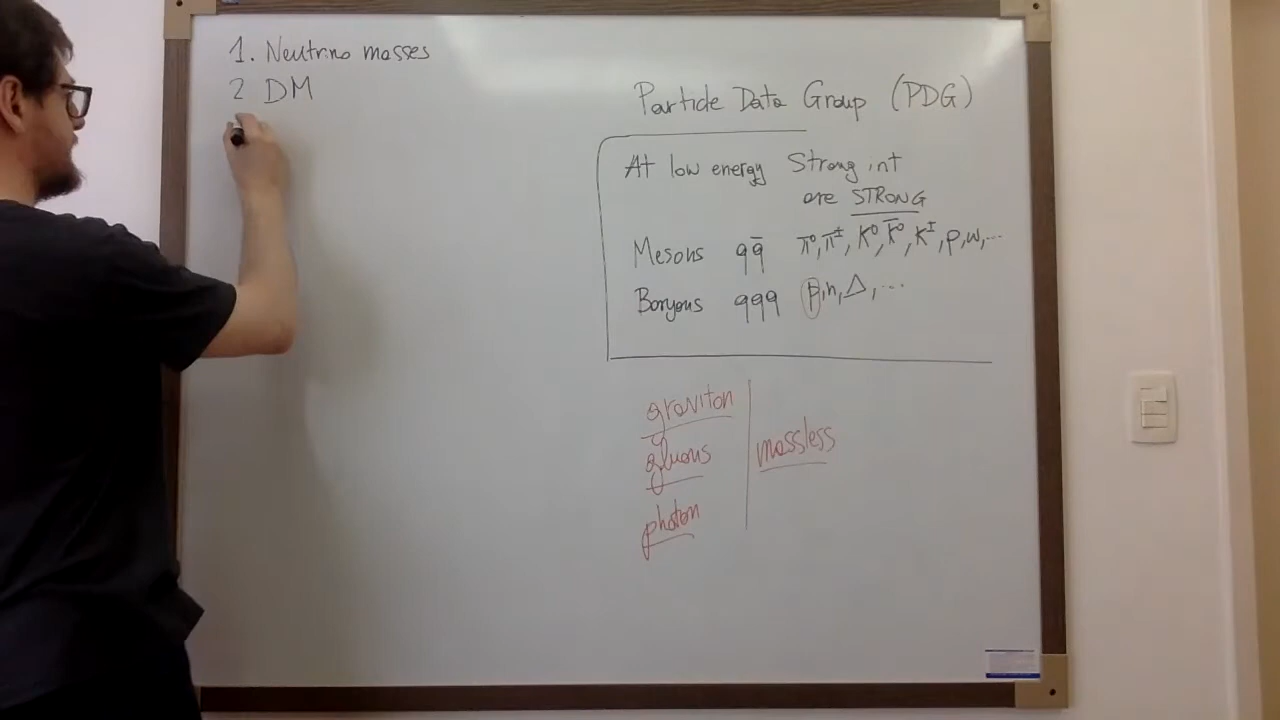 1. Neutrino masses
2 DM
Particle Data Group (PDG)
At low energy Strong int
are STRONG
Mesons qq̄ π⁰, π±, K⁰, K̄⁰, K±, ρ, ω, ...
Baryons qqq p, n, Δ, ...
graviton
gluons
massless
photon